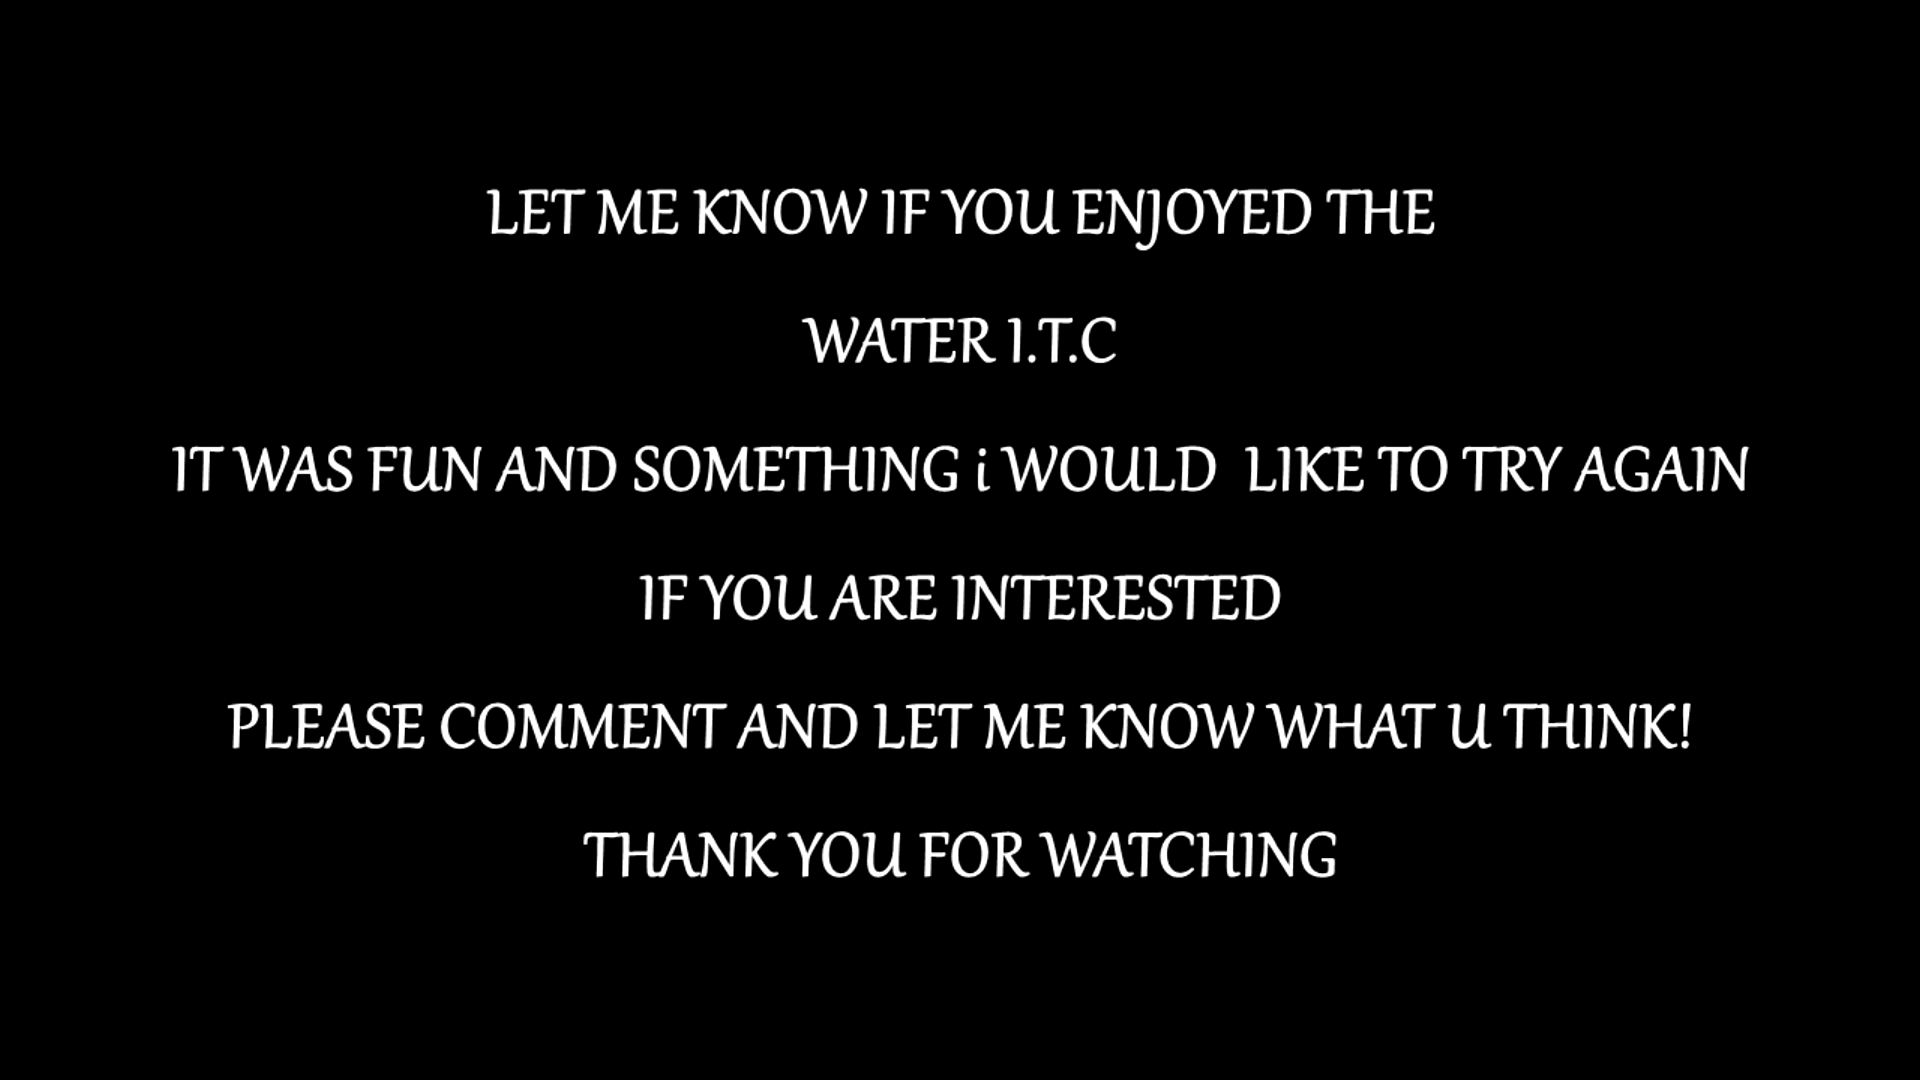 LET ME KNOW IF YOU ENJOYED THE
WATER I.T.C
IT WAS FUN AND SOMETHING i WOULD  LIKE TO TRY AGAIN
IF YOU ARE INTERESTED
PLEASE COMMENT AND LET ME KNOW WHAT U THINK!
THANK YOU FOR WATCHING